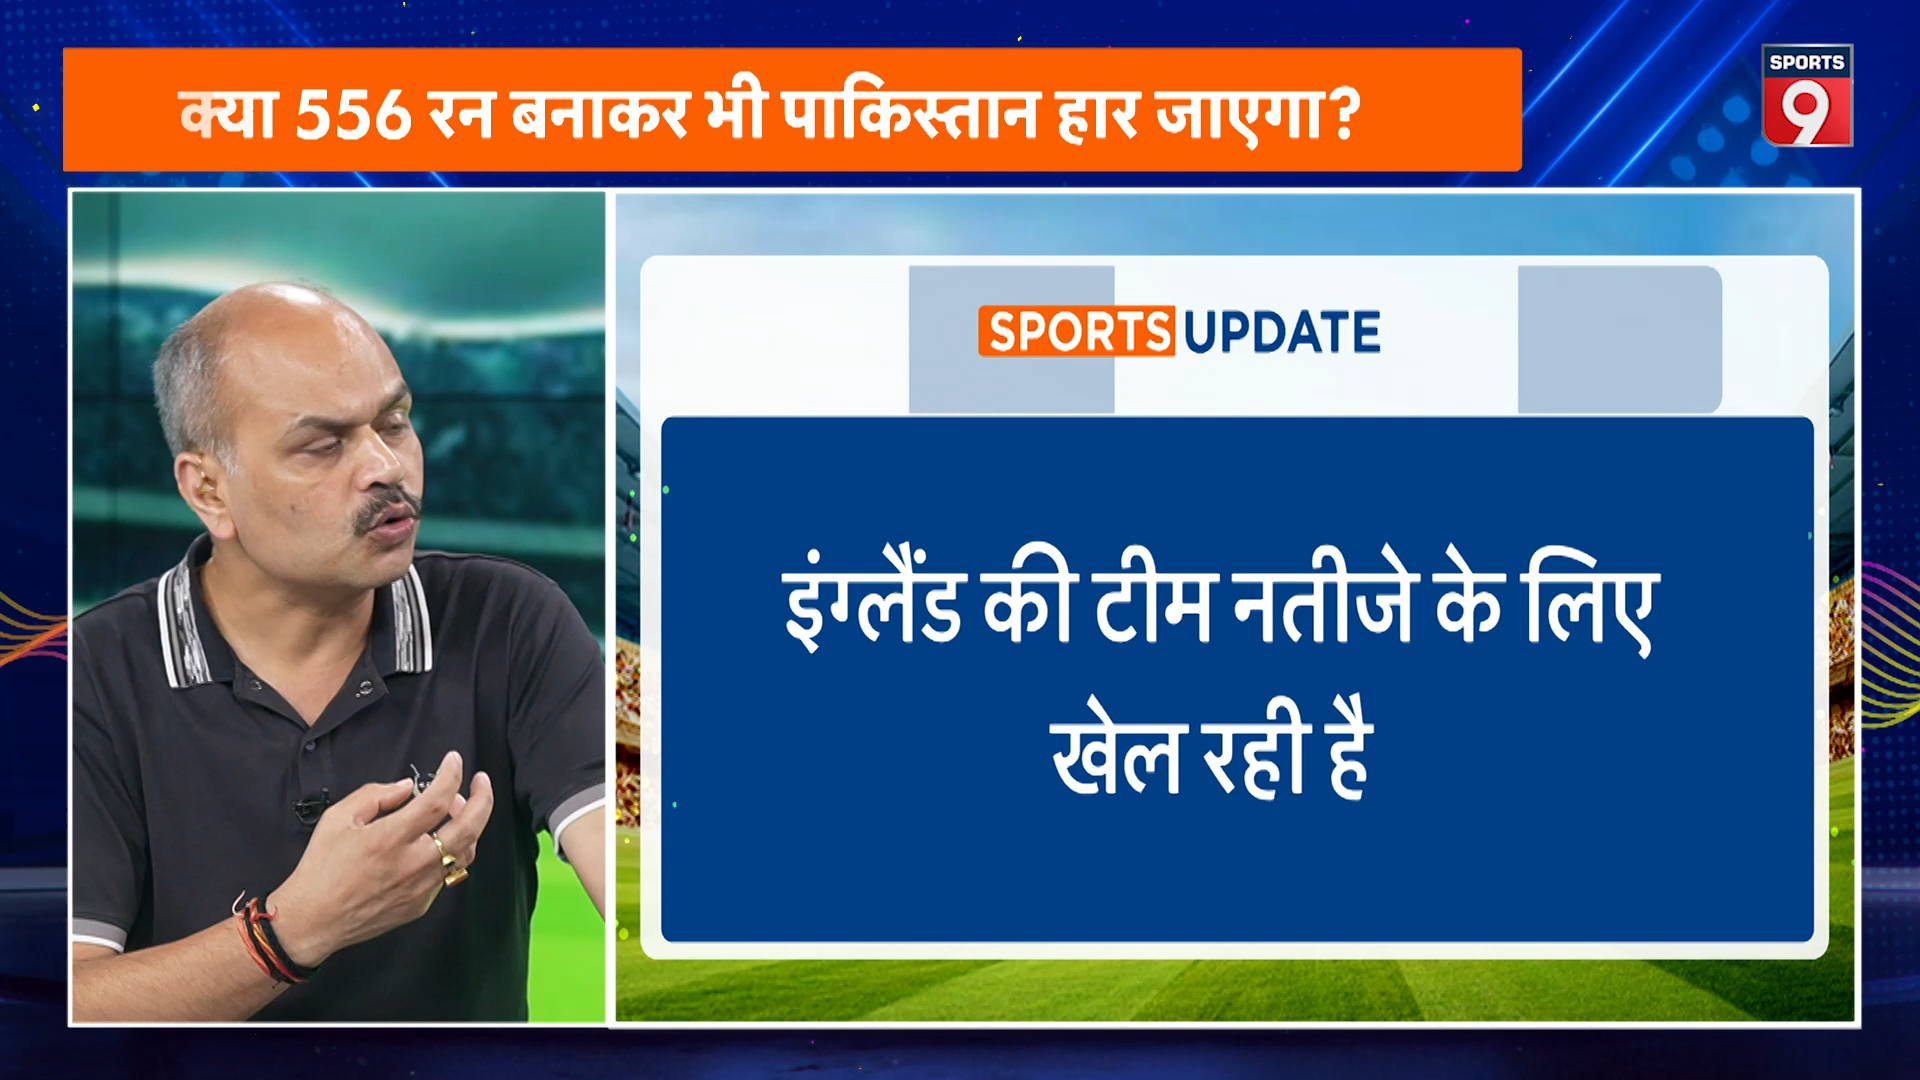 क्या 556 रन बनाकर भी पाकिस्तान हार जाएगा?
SPORTS
9
SPORTS UPDATE
इंग्लैंड की टीम नतीजे के लिए
खेल रही है